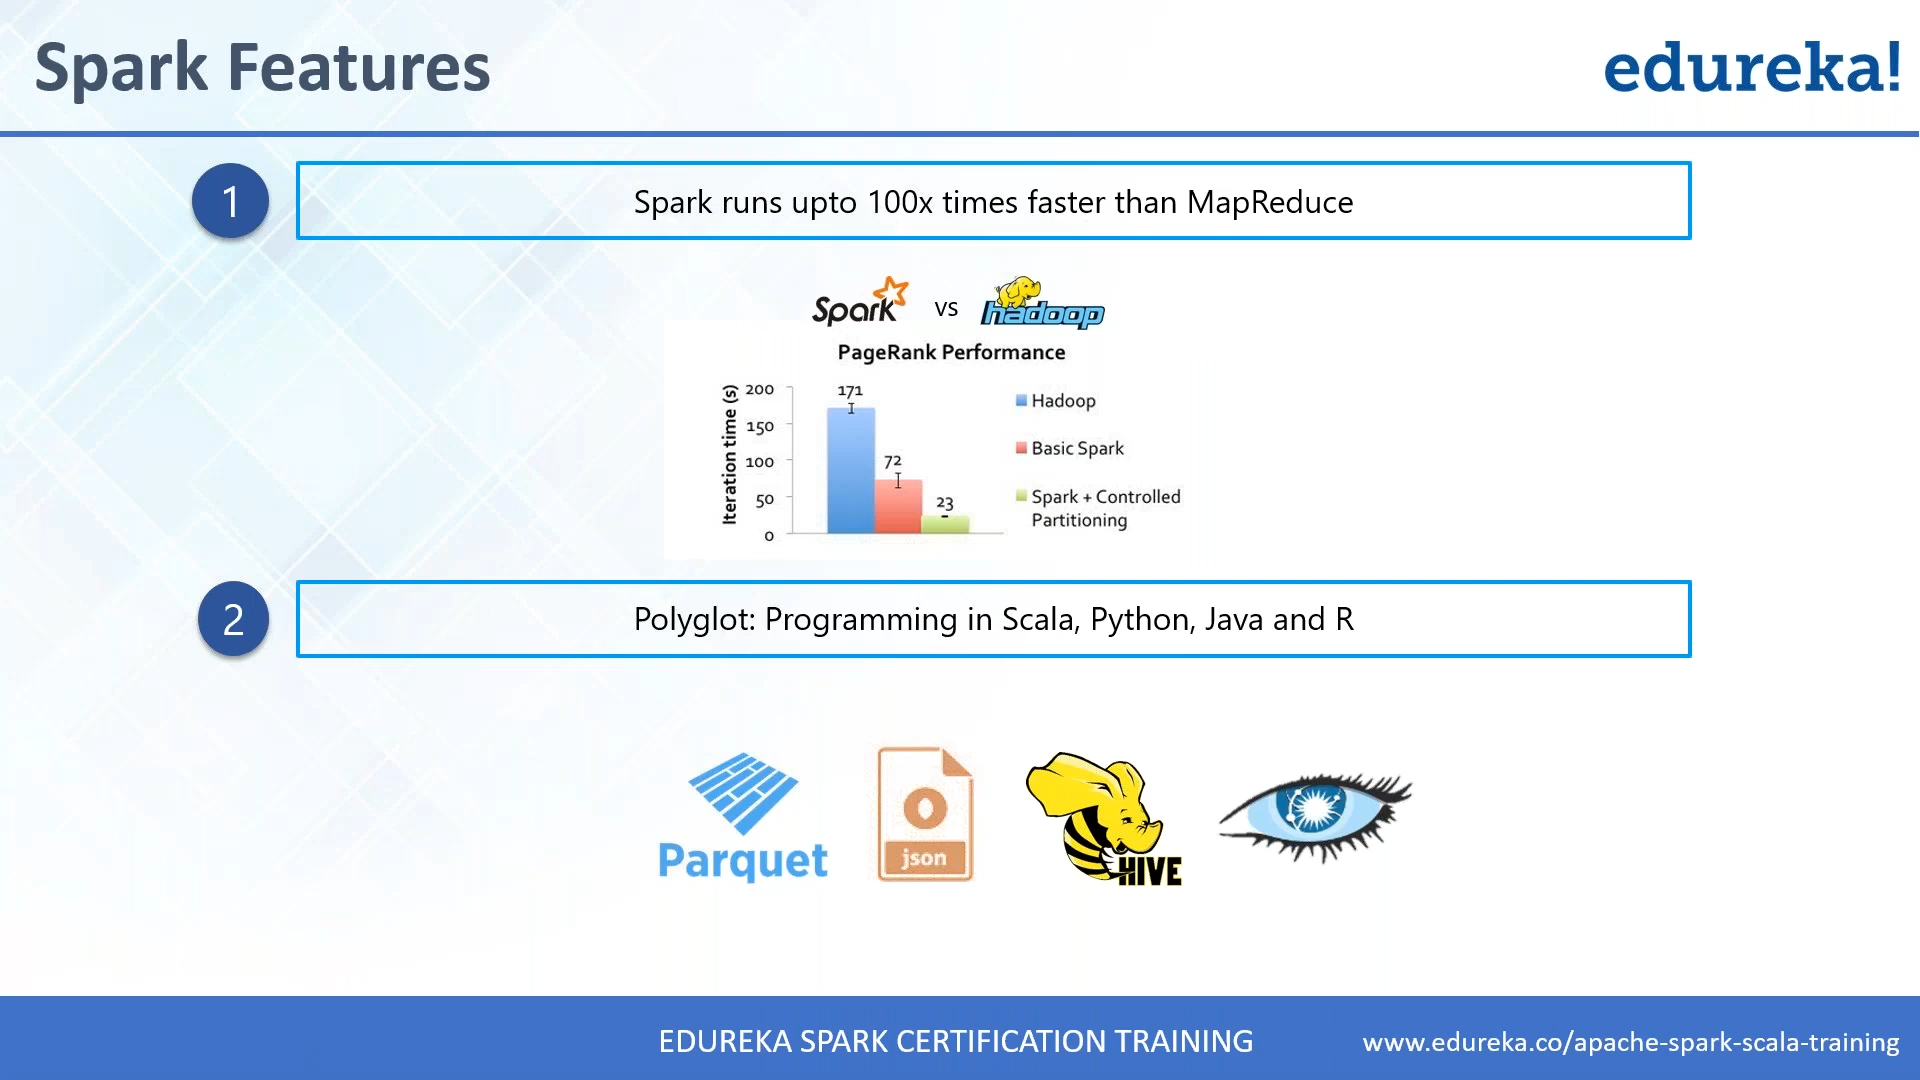 Spark Features
edureka!
1
Spark runs upto 100x times faster than MapReduce
Spark vs hadoop
PageRank Performance
Iteration time (s)
200
150
100
50
0
171
72
23
Hadoop
Basic Spark
Spark + Controlled
Partitioning
2
Polyglot: Programming in Scala, Python, Java and R
Parquet
json
HIVE
EDUREKA SPARK CERTIFICATION TRAINING
www.edureka.co/apache-spark-scala-training